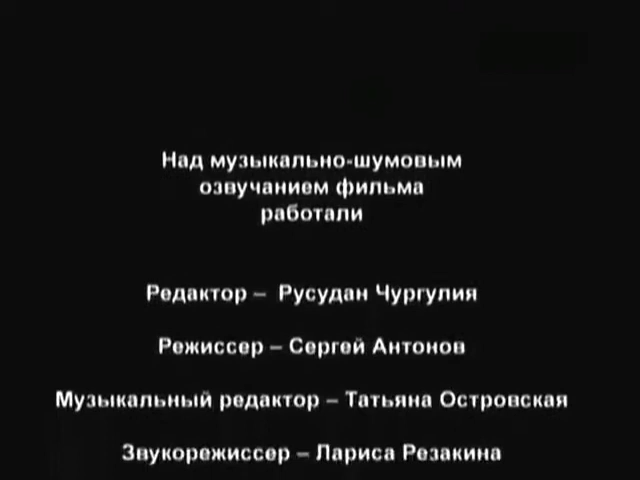 Над музыкально-шумовым
озвучанием фильма
работали
Редактор – Русудан Чургулия
Режиссер – Сергей Антонов
Музыкальный редактор – Татьяна Островская
Звукорежиссер – Лариса Резакина